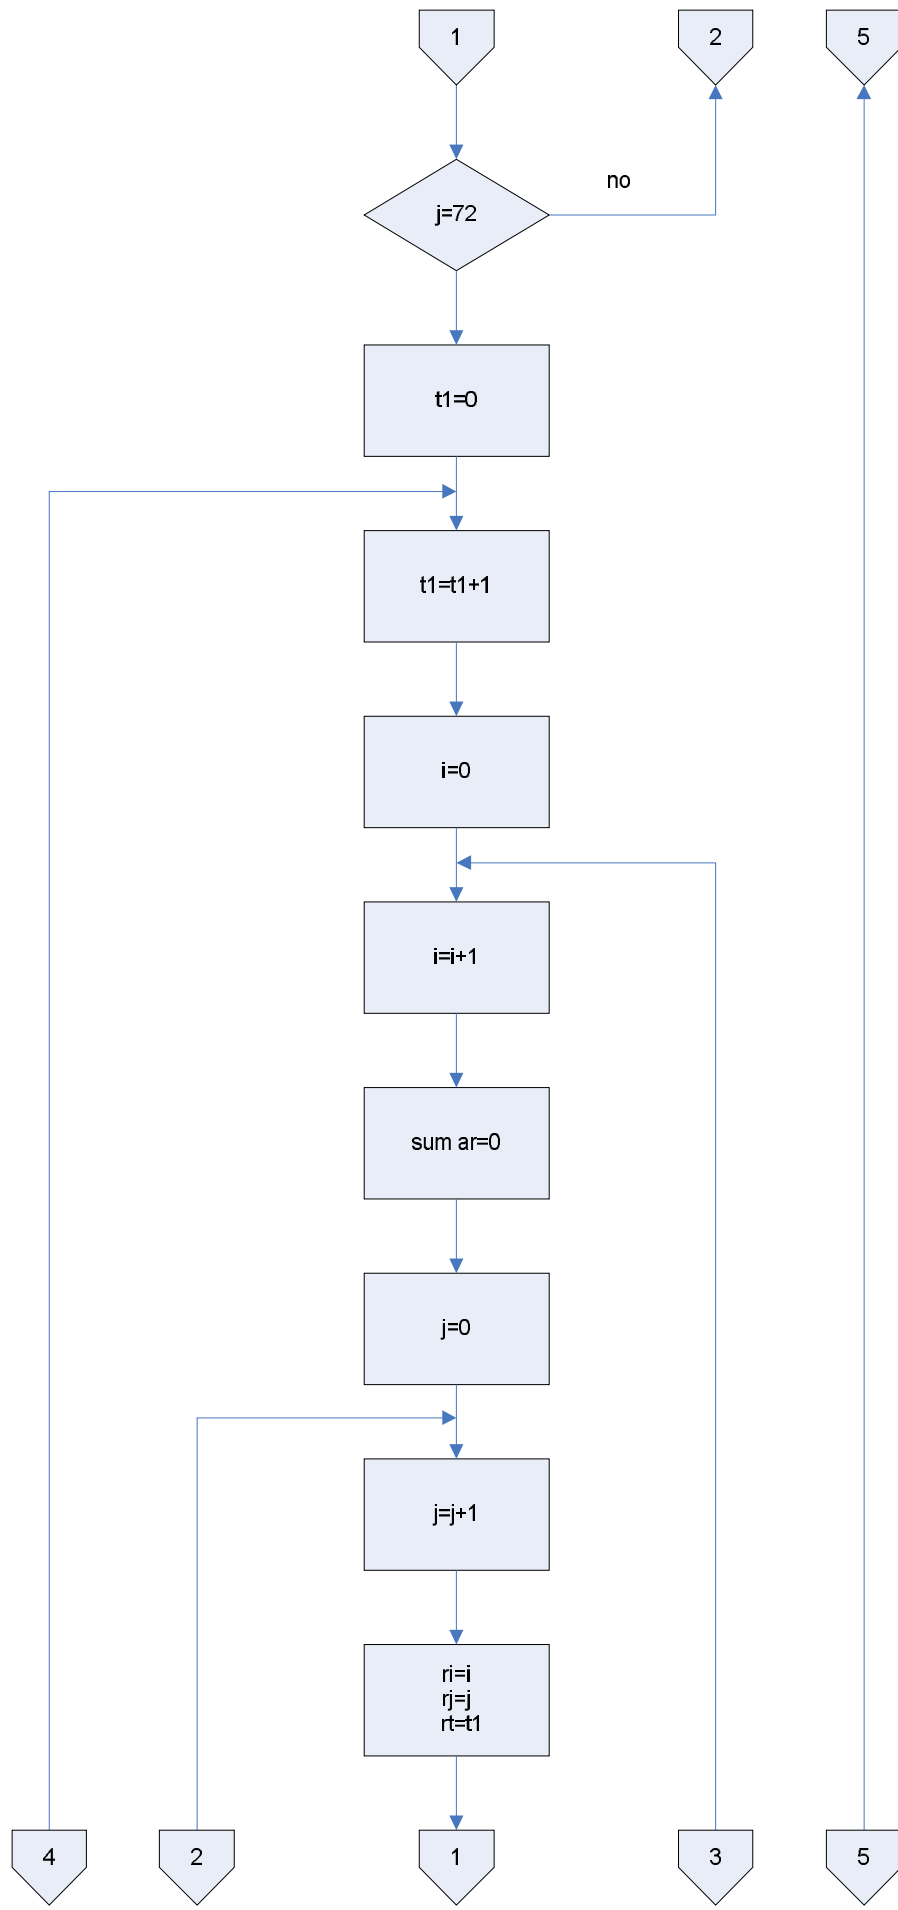 1
2
5
no
j=72
t1=0
t1=t1+1
i=0
i=i+1
sum ar=0
j=0
j=j+1
ri=i
rj=j
rt=t1
4
2
1
3
5